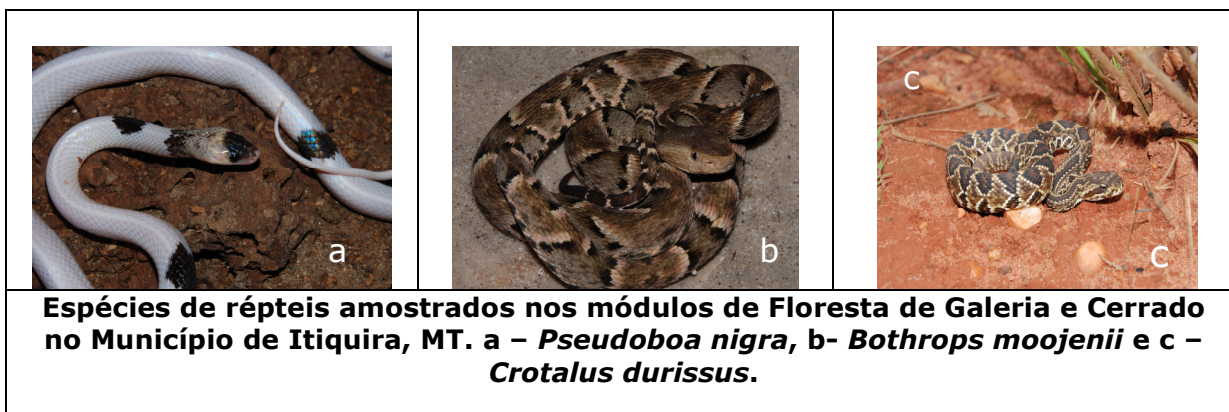 c
a
b
c
Espécies de répteis amostrados nos módulos de Floresta de Galeria e Cerrado
no Município de Itiquira, MT. a – Pseudoboa nigra, b- Bothrops moojenii e c –
Crotalus durissus.